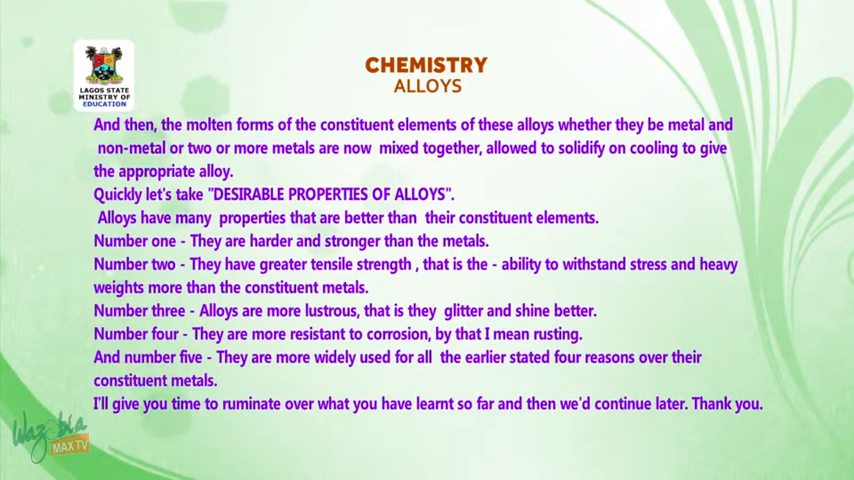 LAGOS STATE
MINISTRY OF
EDUCATION
CHEMISTRY
ALLOYS
And then, the molten forms of the constituent elements of these alloys whether they be metal and
non-metal or two or more metals are now mixed together, allowed to solidify on cooling to give
the appropriate alloy.
Quickly let's take "DESIRABLE PROPERTIES OF ALLOYS".
Alloys have many properties that are better than their constituent elements.
Number one - They are harder and stronger than the metals.
Number two - They have greater tensile strength , that is the - ability to withstand stress and heavy
weights more than the constituent metals.
Number three - Alloys are more lustrous, that is they glitter and shine better.
Number four - They are more resistant to corrosion, by that I mean rusting.
And number five - They are more widely used for all the earlier stated four reasons over their
constituent metals.
I'll give you time to ruminate over what you have learnt so far and then we'd continue later. Thank you.
Wazobia
MAX TV